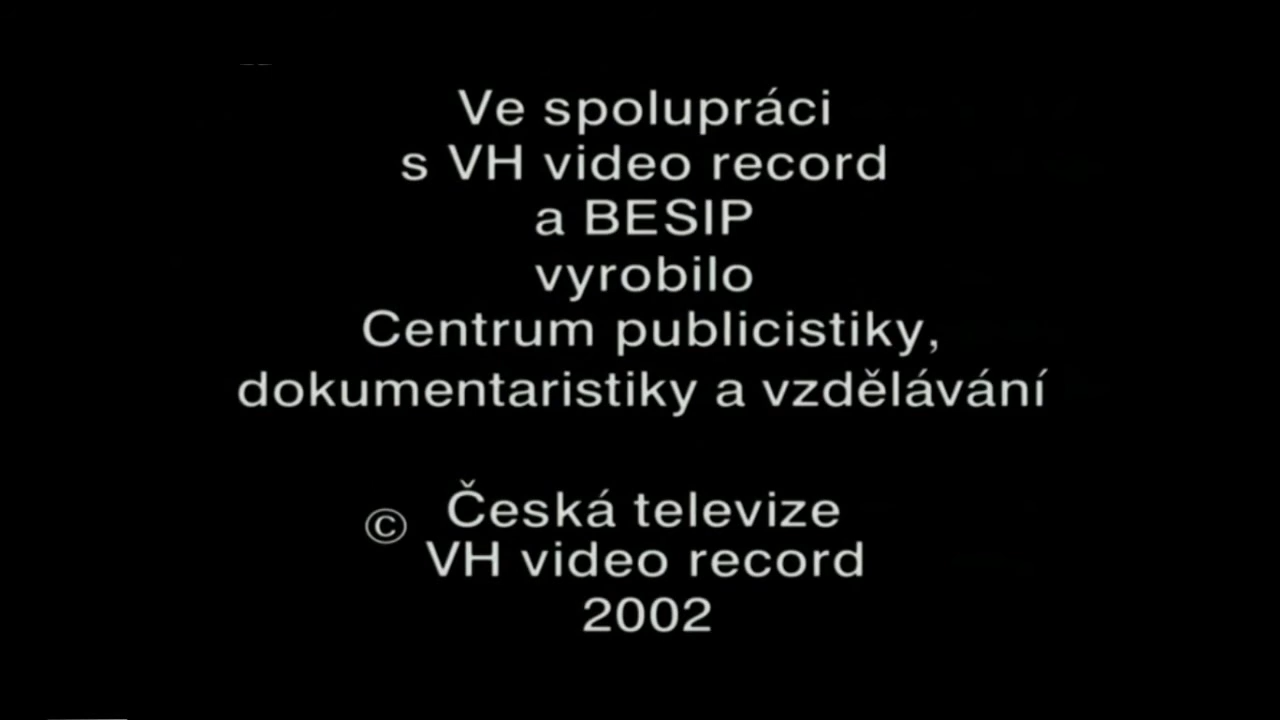 Ve spolupráci
s VH video record
a BESIP
vyrobilo
Centrum publicistiky,
dokumentaristiky a vzdělávání
© Česká televize
VH video record
2002